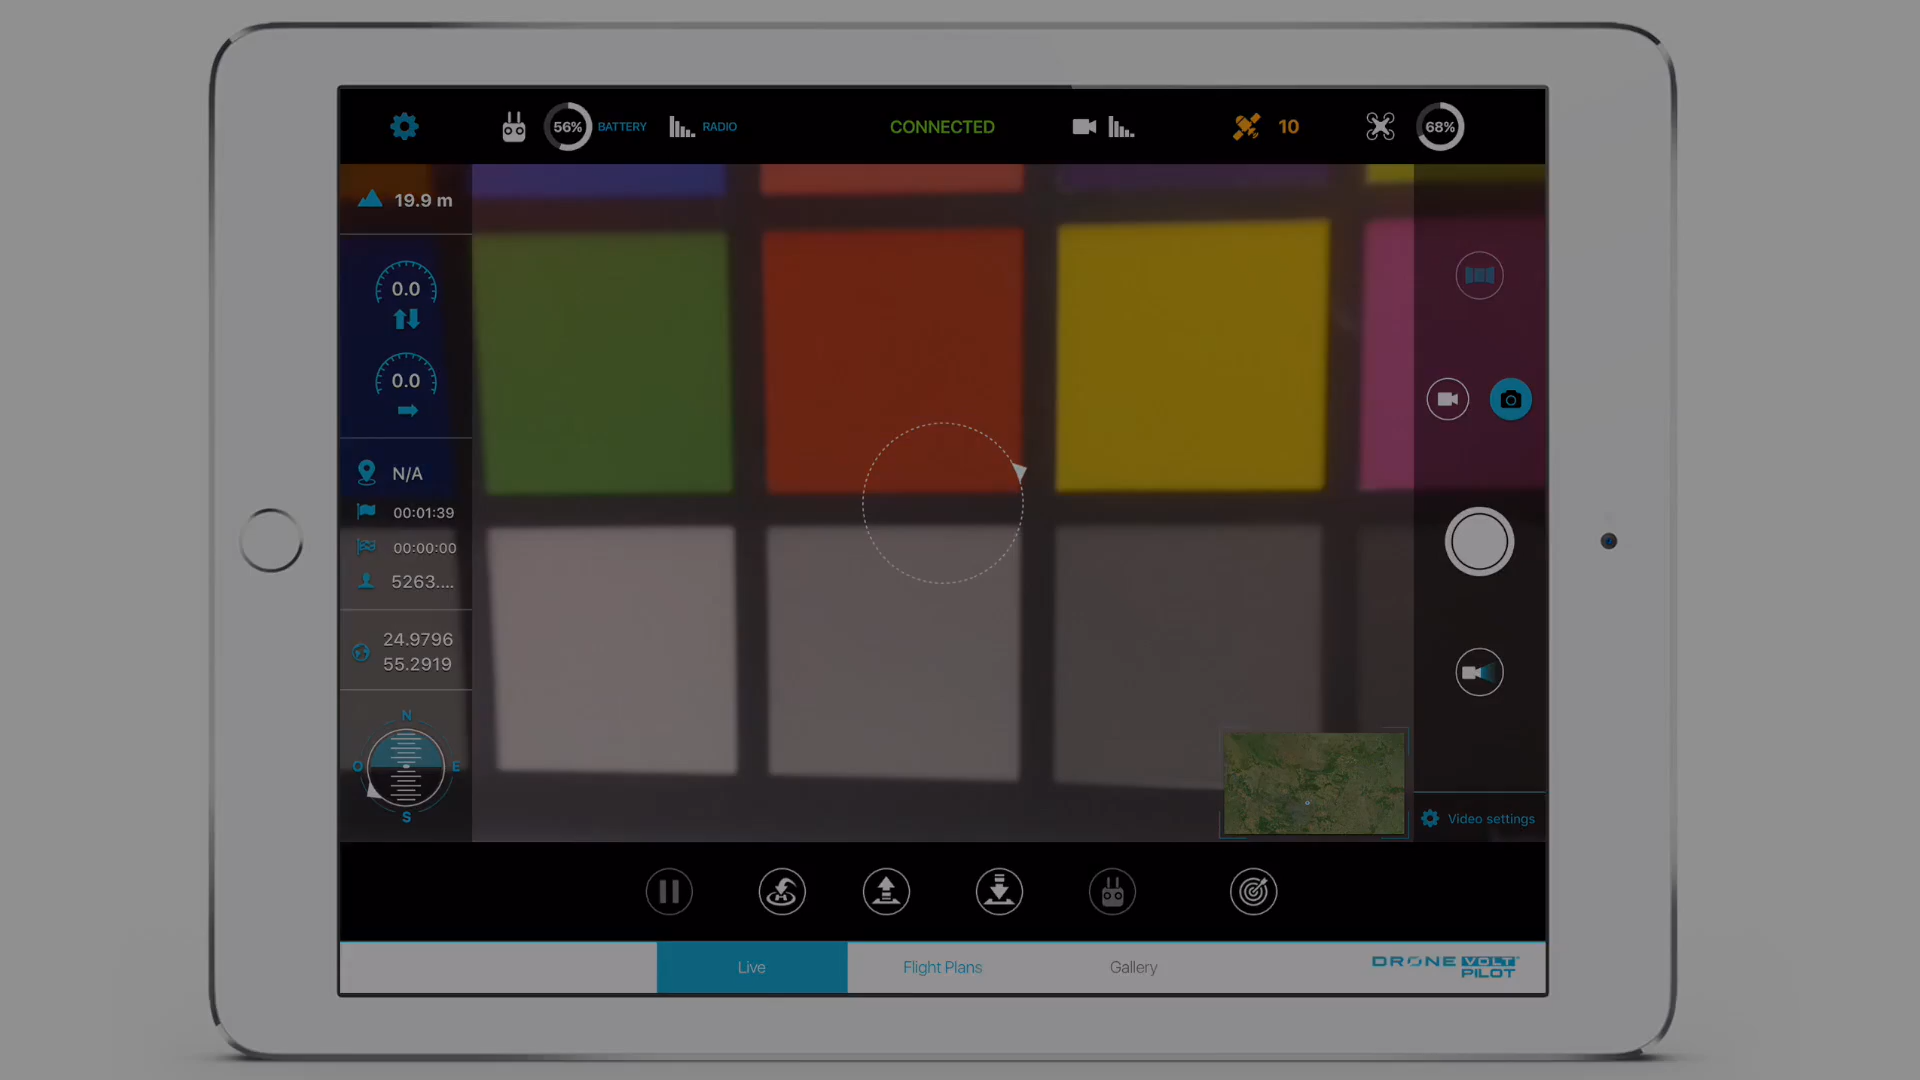 56% BATTERY RADIO CONNECTED 10 68%
19.9 m
0.0
0.0
N/A
00:01:39
00:00:00
5263....
24.9796
55.2919
N
O E
S
Video settings
Live Flight Plans Gallery DRONE VOLT
PILOT